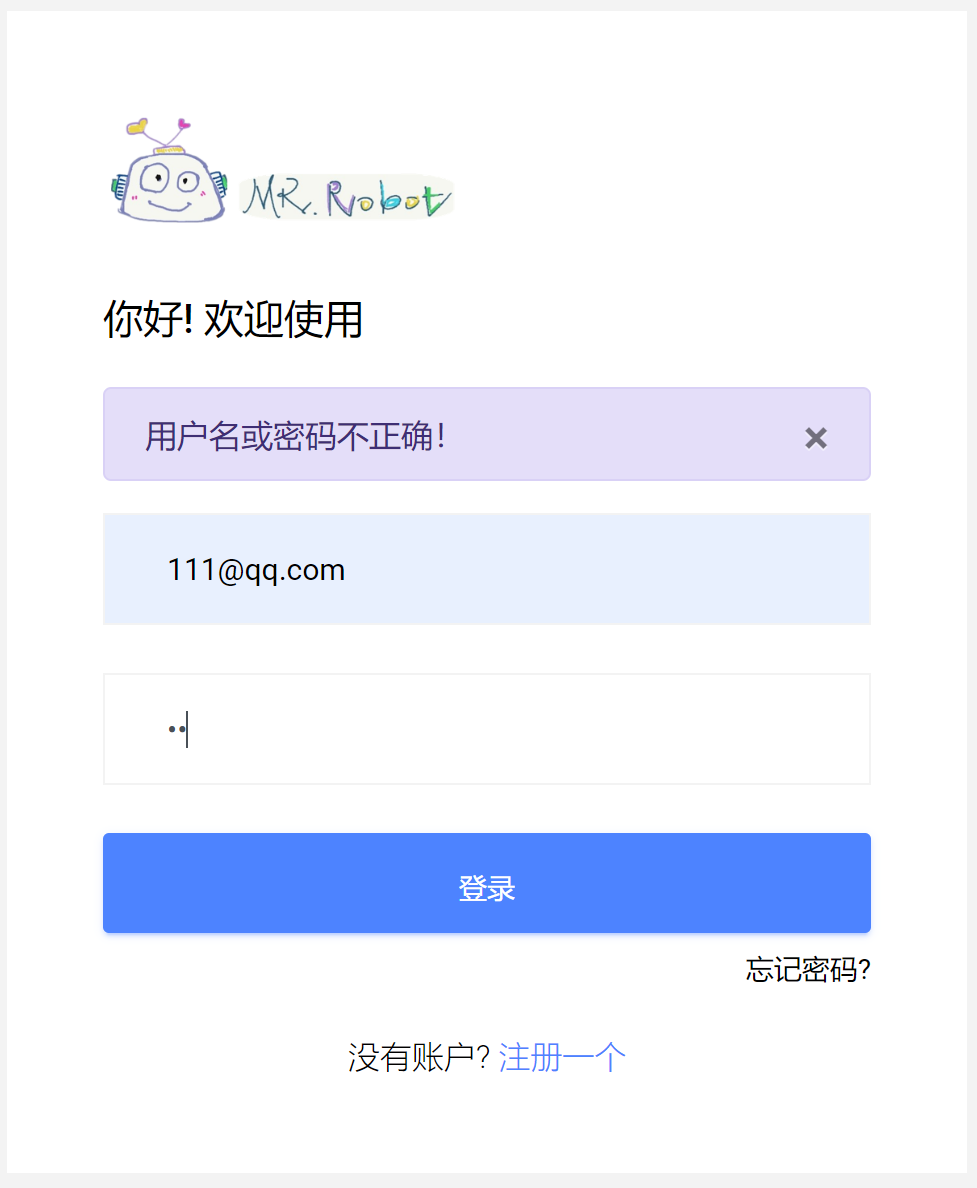 MR. Robot
你好! 欢迎使用
用户名或密码不正确!
111@qq.com
登录
忘记密码?
没有账户? 注册一个